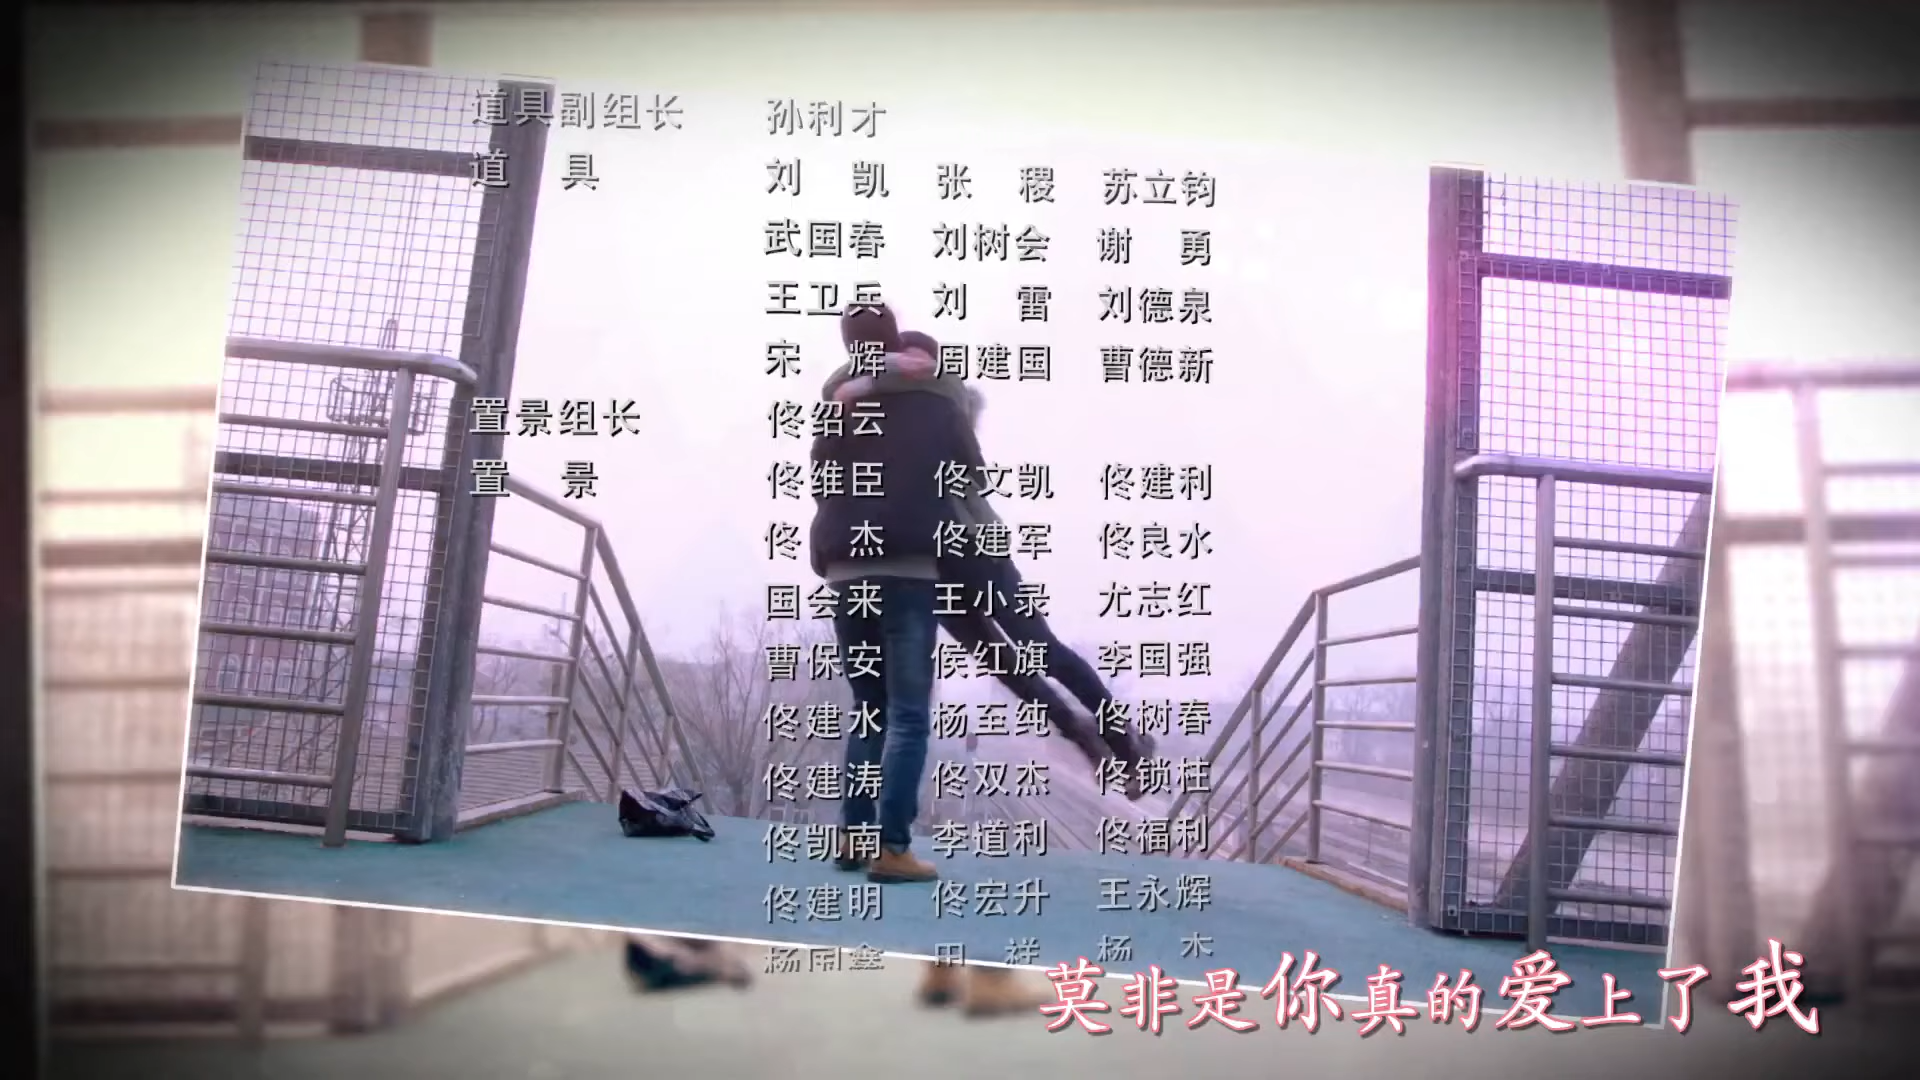 道具副组长 孙利才
道 具 刘 凯 张 稷 苏立钧
武国春 刘树会 谢 勇
王卫兵 刘 雷 刘德泉
宋 辉 周建国 曹德新
置景组长 佟绍云
置 景 佟维臣 佟文凯 佟建利
佟 杰 佟建军 佟良水
国会来 王小录 尤志红
曹保安 侯红旗 李国强
佟建水 杨至纯 佟树春
佟建涛 佟双杰 佟锁柱
佟凯南 李道利 佟福利
佟建明 佟宏升 王永辉
杨 祥 杨
莫非是你真的爱上了我